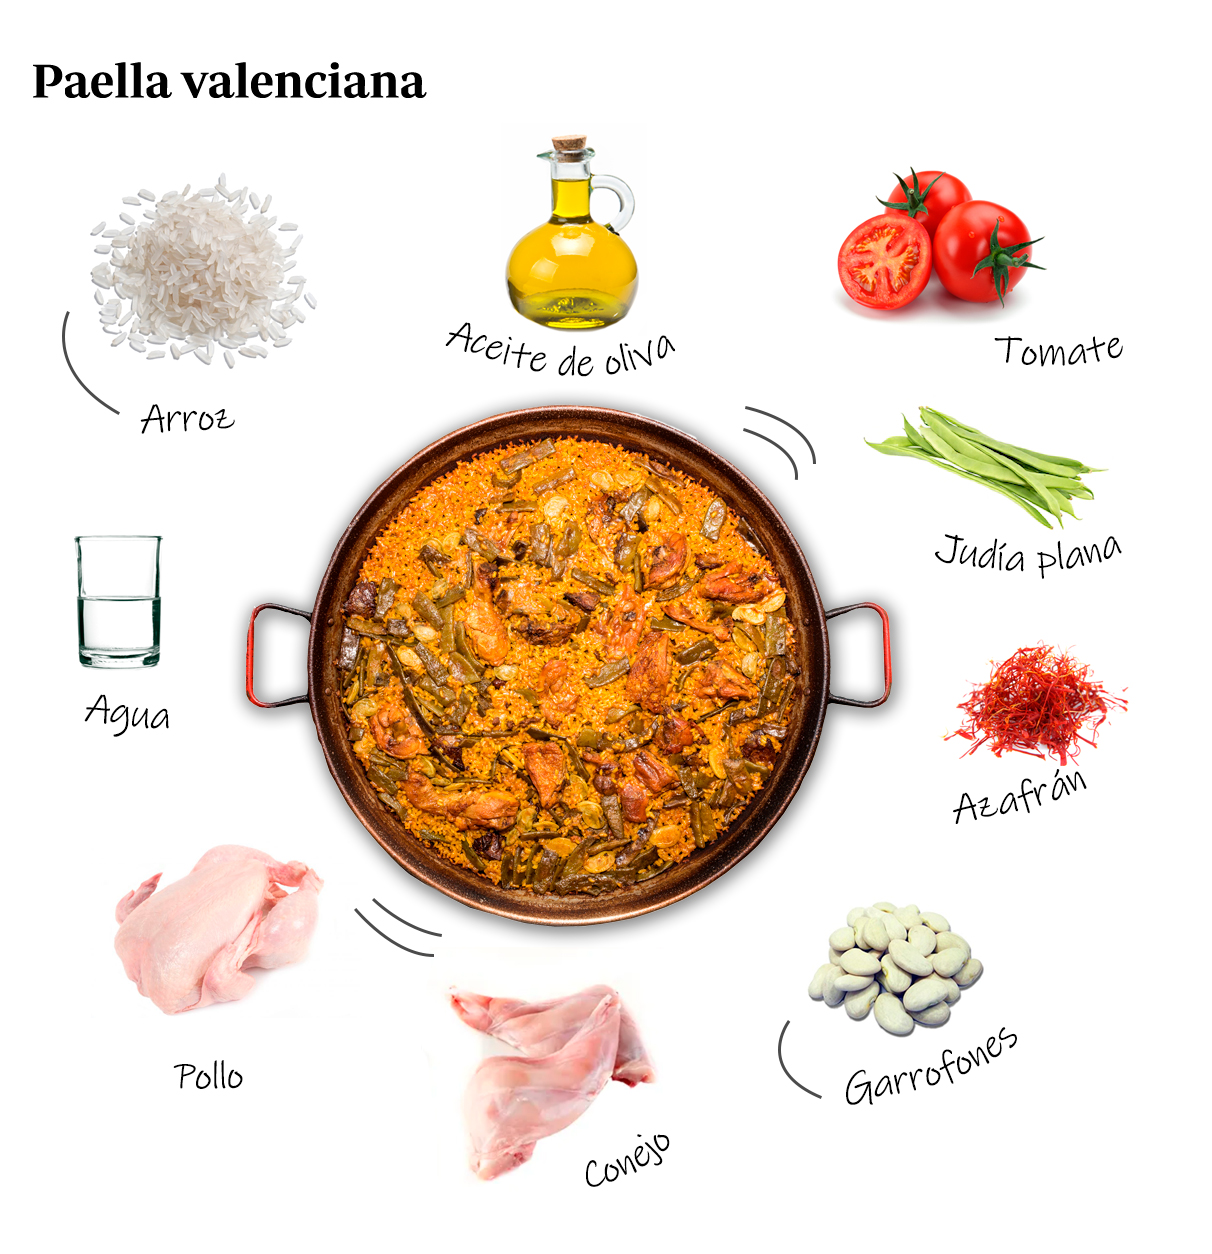 Paella valenciana
Aceite de oliva
Tomate
Arroz
Judía plana
Agua
Azafrán
Pollo
Garrofones
Conejo